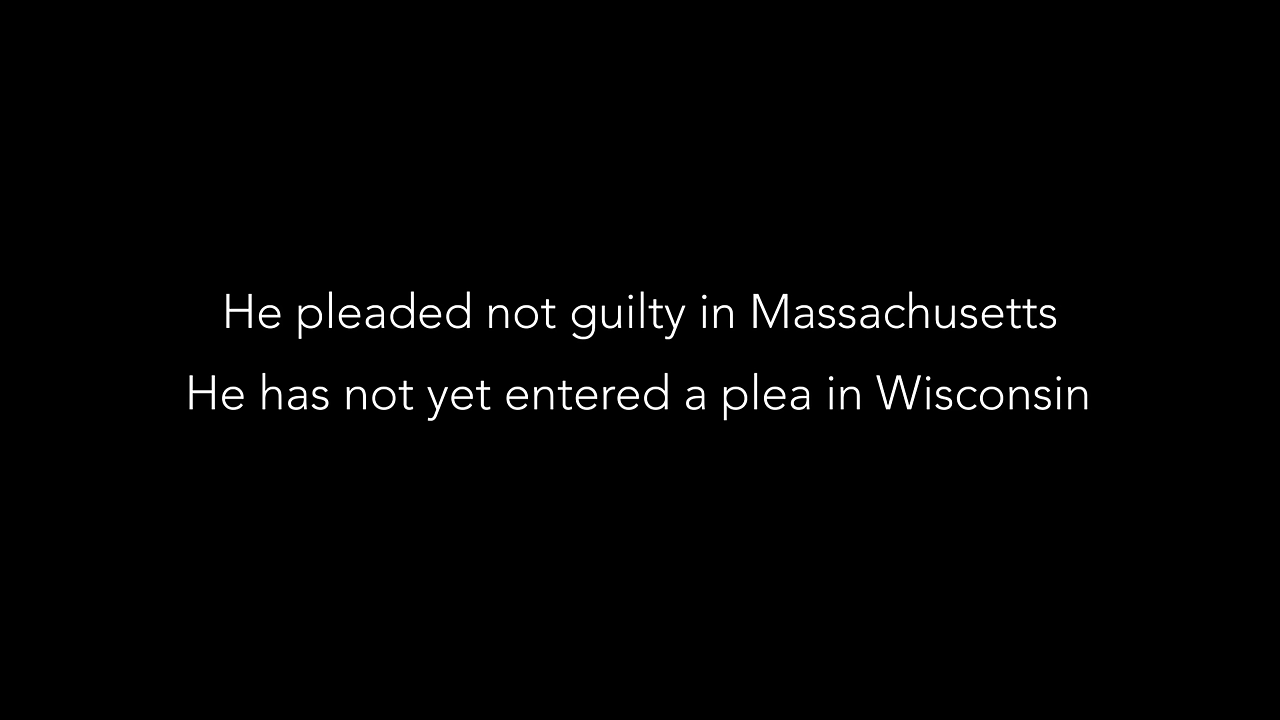 He pleaded not guilty in Massachusetts
He has not yet entered a plea in Wisconsin